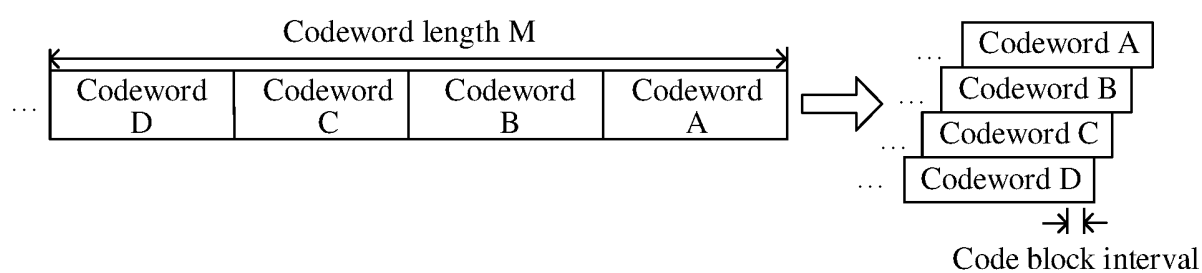 Codeword length M
... Codeword D Codeword C Codeword B Codeword A
... Codeword A
... Codeword B
... Codeword C
... Codeword D
Code block interval